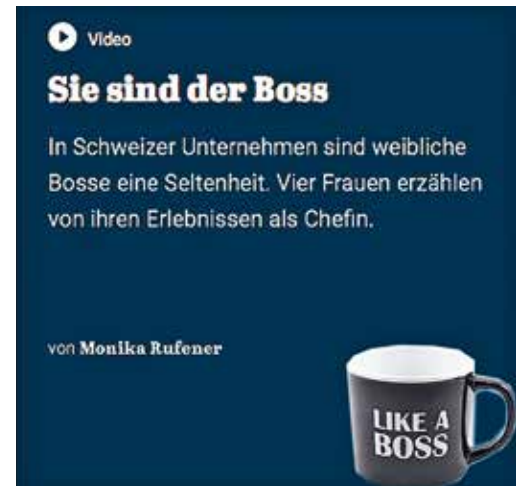 Video
Sie sind der Boss
In Schweizer Unternehmen sind weibliche
Bosse eine Seltenheit. Vier Frauen erzählen
von ihren Erlebnissen als Chefin.
von Monika Rufener
LIKE A
BOSS